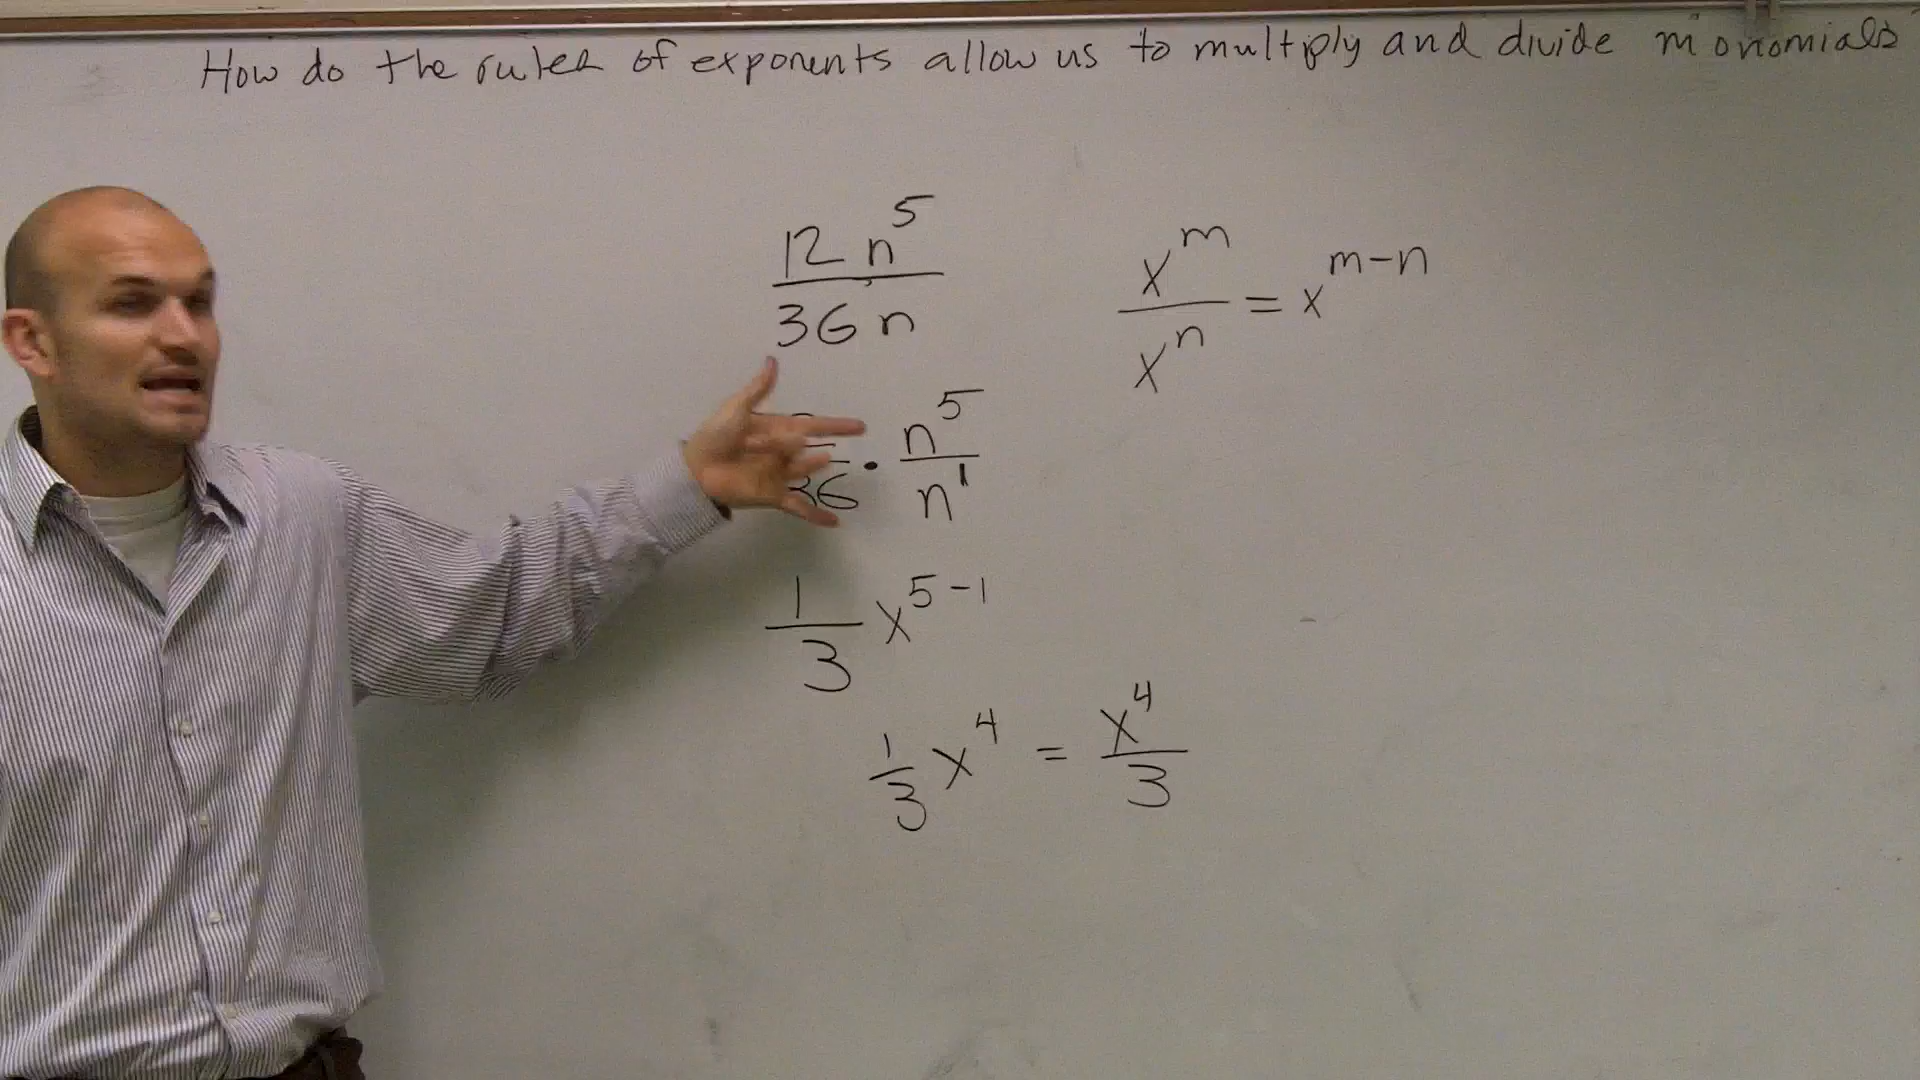 How do the rules of exponents allow us to multiply and divide monomials
12n^5 / 36n
x^m / x^n = x^{m-n}
36 · n^5 / n^1
1/3 x^{5-1}
1/3 x^4 = x^4/3